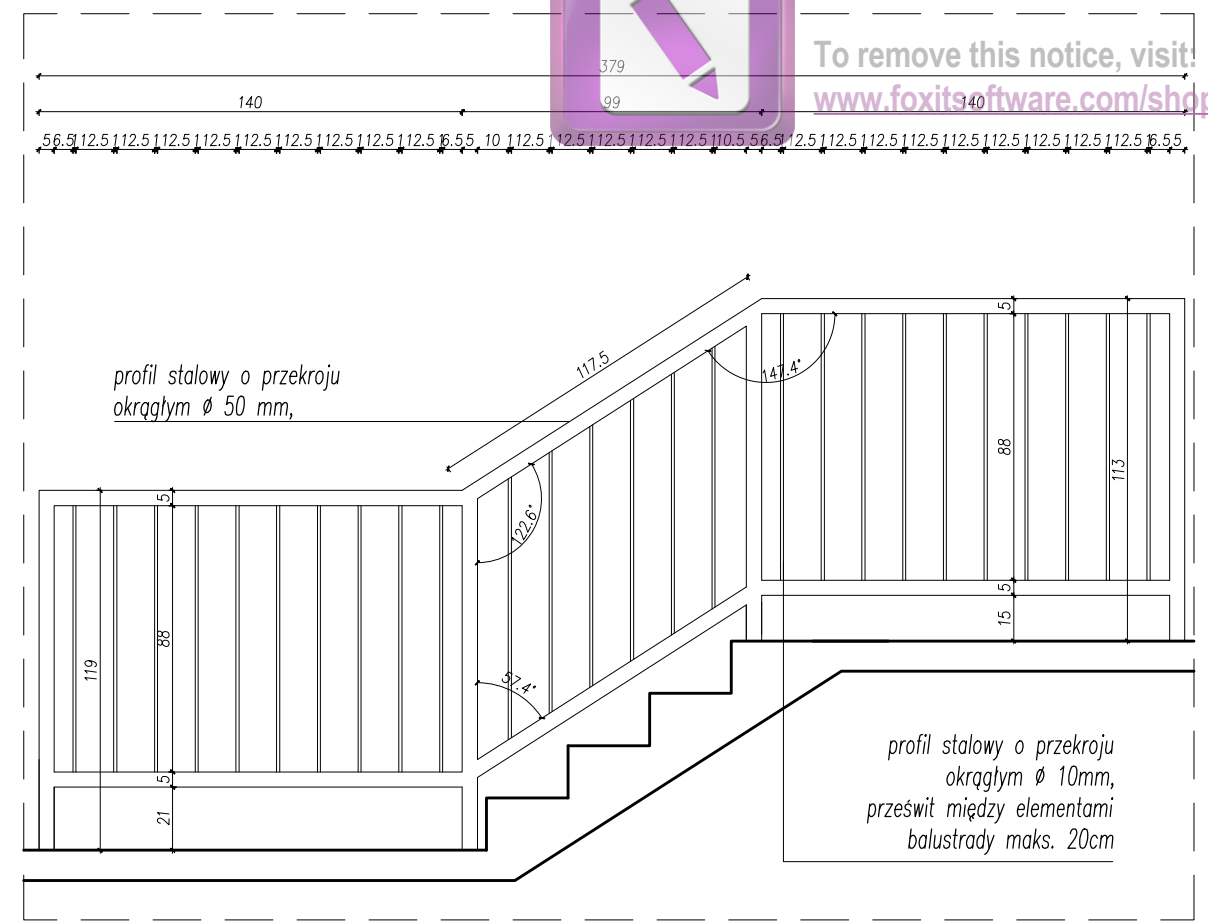 To remove this notice, visit:
www.foxitsoftware.com/shop
379
140 99 140
5 6.5 1 12.5 1 12.5 1 12.5 1 12.5 1 12.5 1 12.5 1 12.5 1 12.5 1 12.5 1 6.5 5 10 1 12.5 1 12.5 1 12.5 1 12.5 1 12.5 1 10.5 5 6.5 1 12.5 1 12.5 1 12.5 1 12.5 1 12.5 1 12.5 1 12.5 1 12.5 1 12.5 1 6.5 5
5
117.5
147.4°
profil stalowy o przekroju
okrągłym ø 50 mm,
88
113
5
122.6°
5
15
119
88
57.4°
5
21
profil stalowy o przekroju
okrągłym ø 10mm,
prześwit między elementami
balustrady maks. 20cm